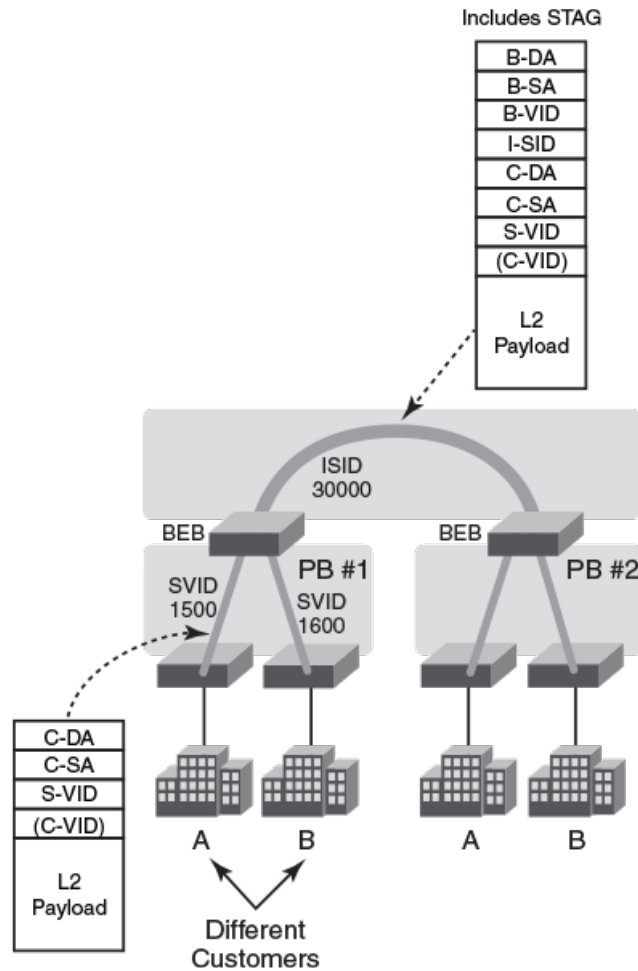 Includes STAG
B-DA
B-SA
B-VID
I-SID
C-DA
C-SA
S-VID
(C-VID)
L2
Payload
ISID
30000
BEB
BEB
PB #1
PB #2
SVID
1500
SVID
1600
C-DA
C-SA
S-VID
(C-VID)
L2
Payload
A
B
A
B
Different
Customers